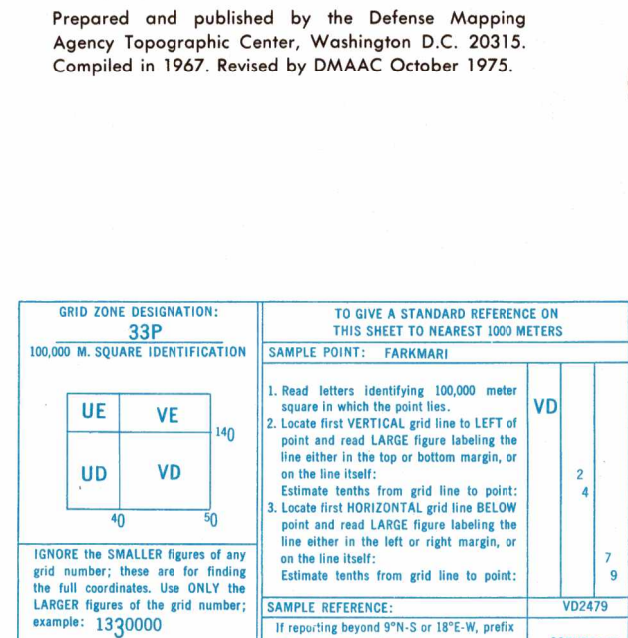 Prepared and published by the Defense Mapping
Agency Topographic Center, Washington D.C. 20315.
Compiled in 1967. Revised by DMAAC October 1975.
GRID ZONE DESIGNATION:
33P
100,000 M. SQUARE IDENTIFICATION
UE VE
140
UD VD
40 50
IGNORE the SMALLER figures of any
grid number; these are for finding
the full coordinates. Use ONLY the
LARGER figures of the grid number;
example: 1330000
TO GIVE A STANDARD REFERENCE ON
THIS SHEET TO NEAREST 1000 METERS
SAMPLE POINT: FARKMARI
1. Read letters identifying 100,000 meter
square in which the point lies. VD
2. Locate first VERTICAL grid line to LEFT of
point and read LARGE figure labeling the
line either in the top or bottom margin, or
on the line itself: 2
Estimate tenths from grid line to point: 4
3. Locate first HORIZONTAL grid line BELOW
point and read LARGE figure labeling the
line either in the left or right margin, or
on the line itself: 7
Estimate tenths from grid line to point: 9
SAMPLE REFERENCE: VD2479
If reporting beyond 9°N-S or 18°E-W, prefix